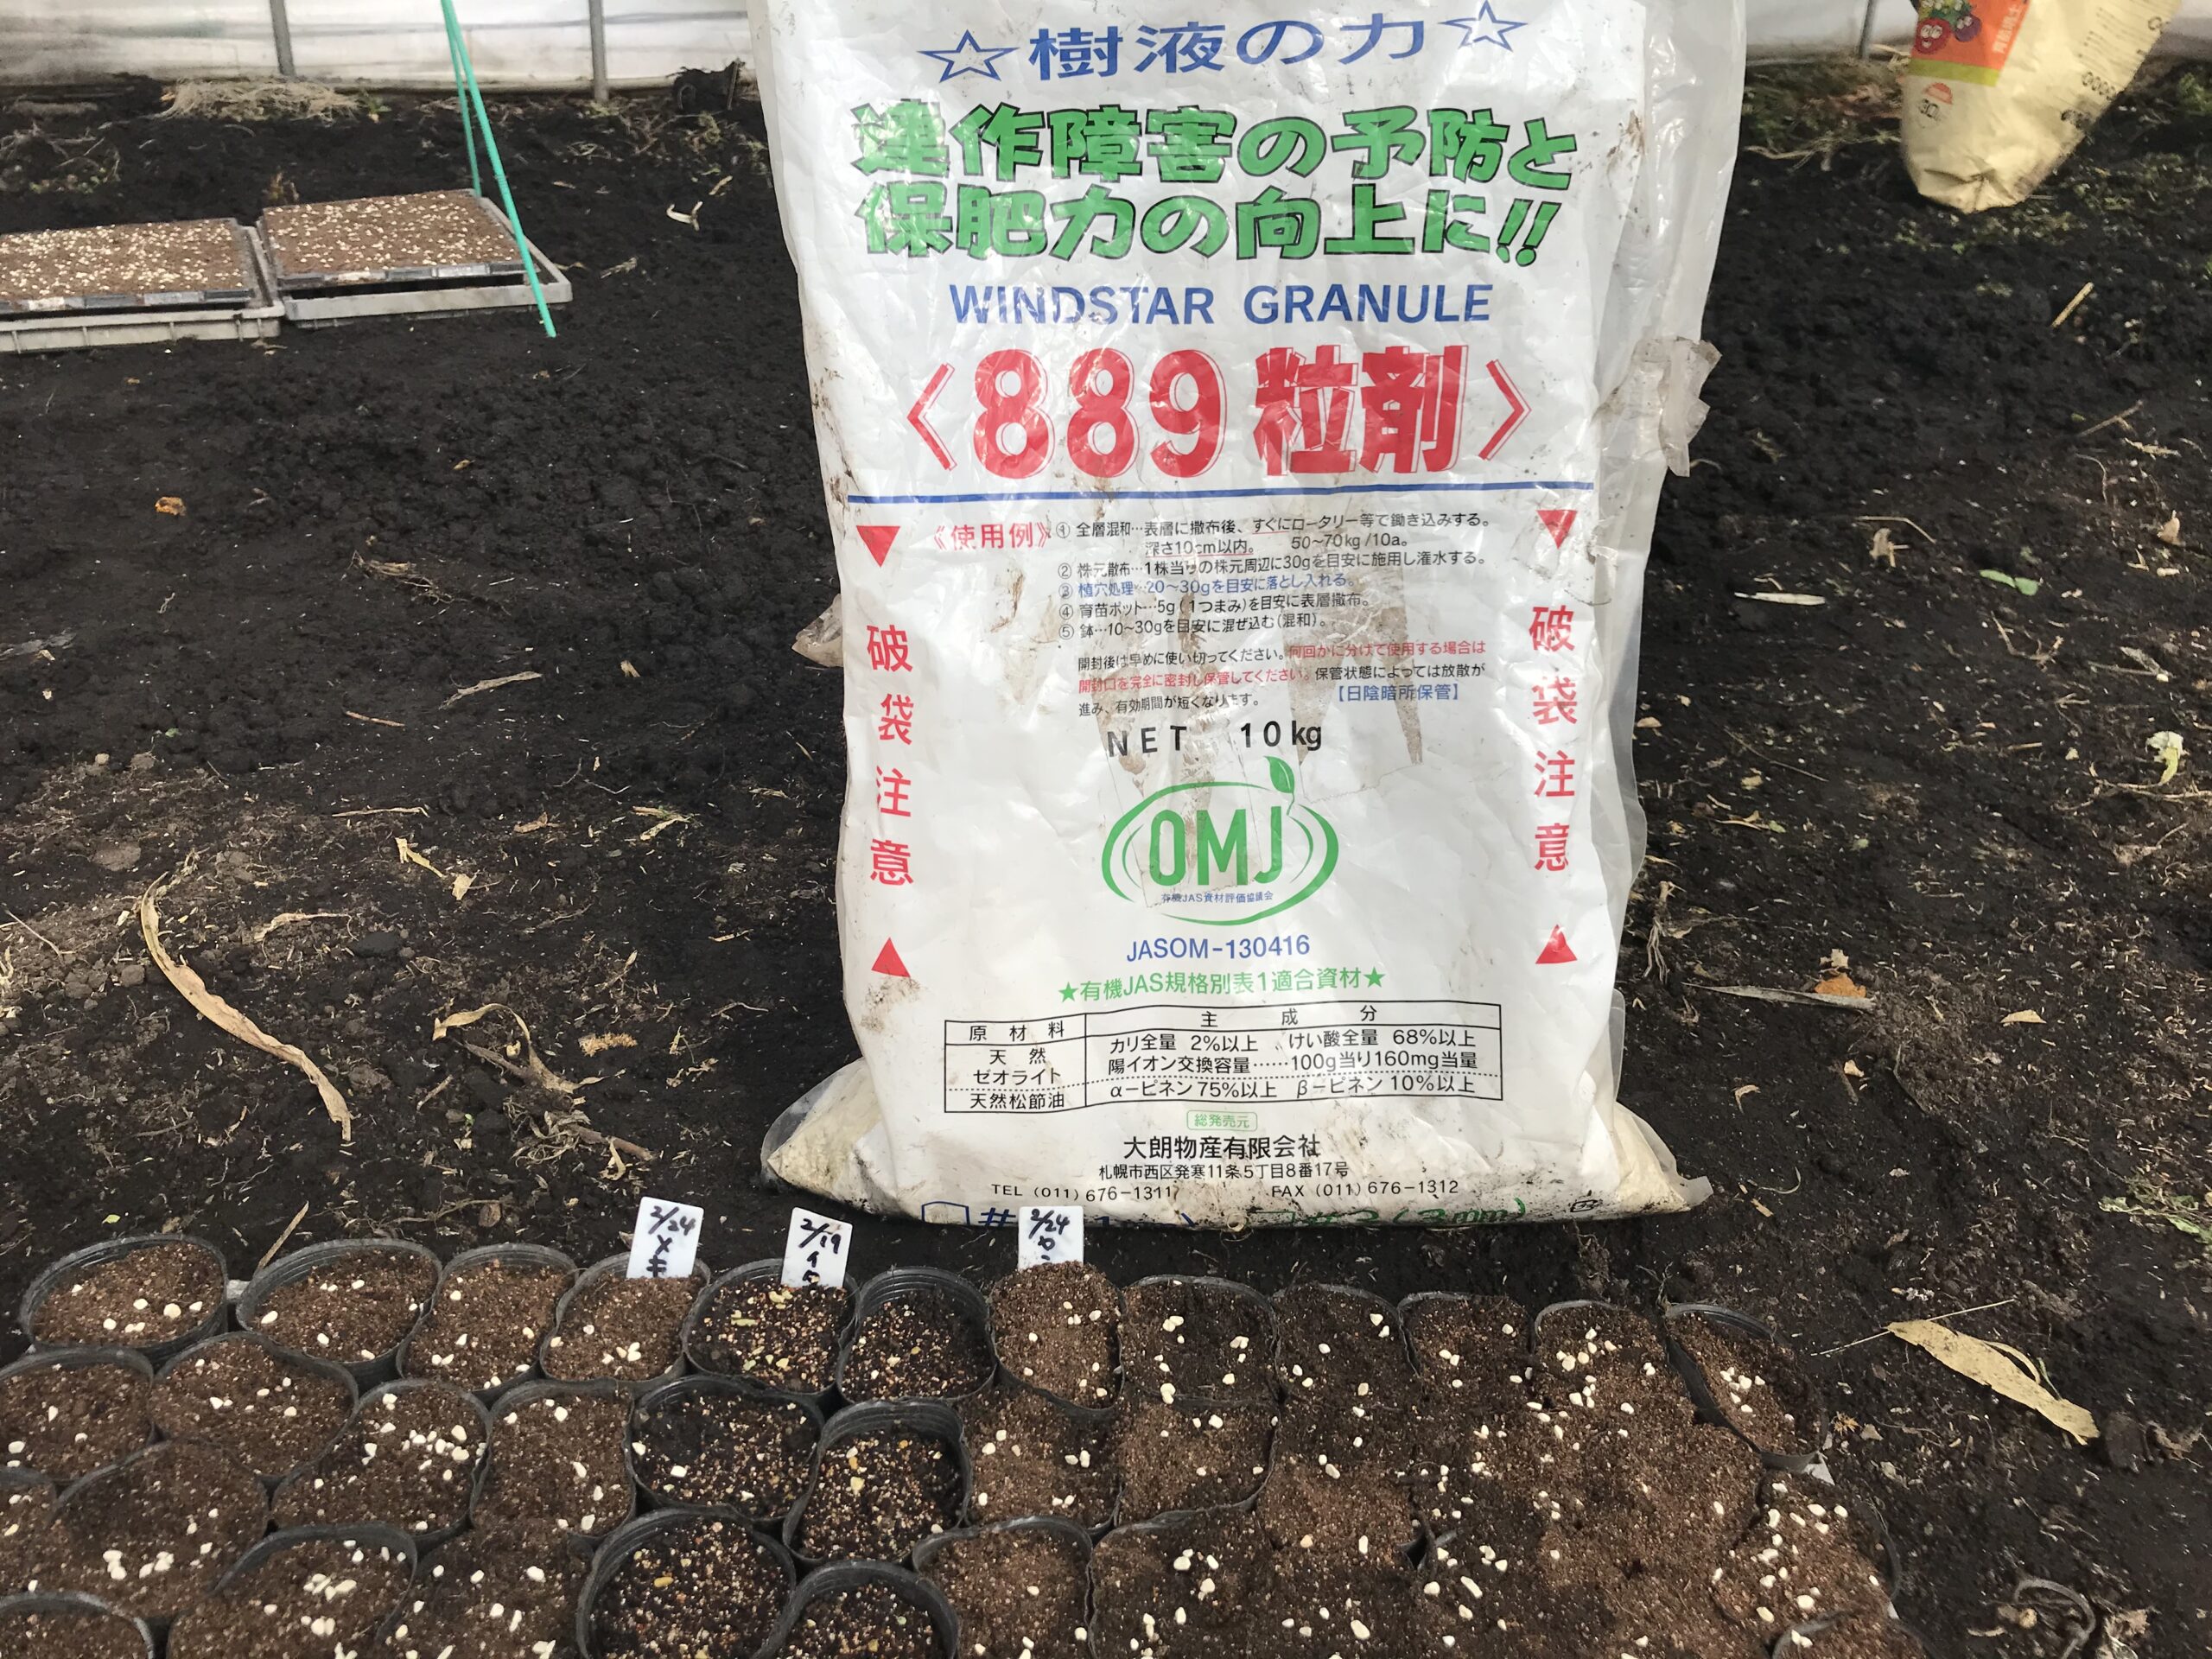 ☆樹液の力☆
連作障害の予防と
保肥力の向上に!!
WINDSTAR GRANULE
〈889粒剤〉
《使用例》① 全層混和…表層に撒布後、すぐにロータリー等で鋤き込みする。
深さ10cm以内。 50~70kg/10a。
② 株元散布…1株当りの株元周辺に30gを目安に施用し灌水する。
③ 植穴処理…20~30gを目安に落とし入れる。
④ 育苗ポット…5g(1つまみ)を目安に表層撒布。
⑤ 鉢…10~30gを目安に混ぜ込む(混和)。
開封後は早めに使い切ってください。何回かに分けて使用する場合は
開封口を完全に密封し保管してください。保管状態によっては放散が
進み、有効期間が短くなります。 【日陰暗所保管】
破袋注意
破袋注意
NET 10kg
OMJ
有機JAS資材評価協議会
JASOM-130416
★有機JAS規格別表1適合資材★
原材料 主成分
天然ゼオライト カリ全量 2%以上 、けい酸全量 68%以上
陽イオン交換容量……100g当り160mg当量
天然松節油 α-ピネン75%以上 β-ピネン10%以上
総発売元
大朗物産有限会社
札幌市西区発寒11条5丁目8番17号
TEL (011) 676-1311 FAX (011) 676-1312
2/24
2/19
2/24